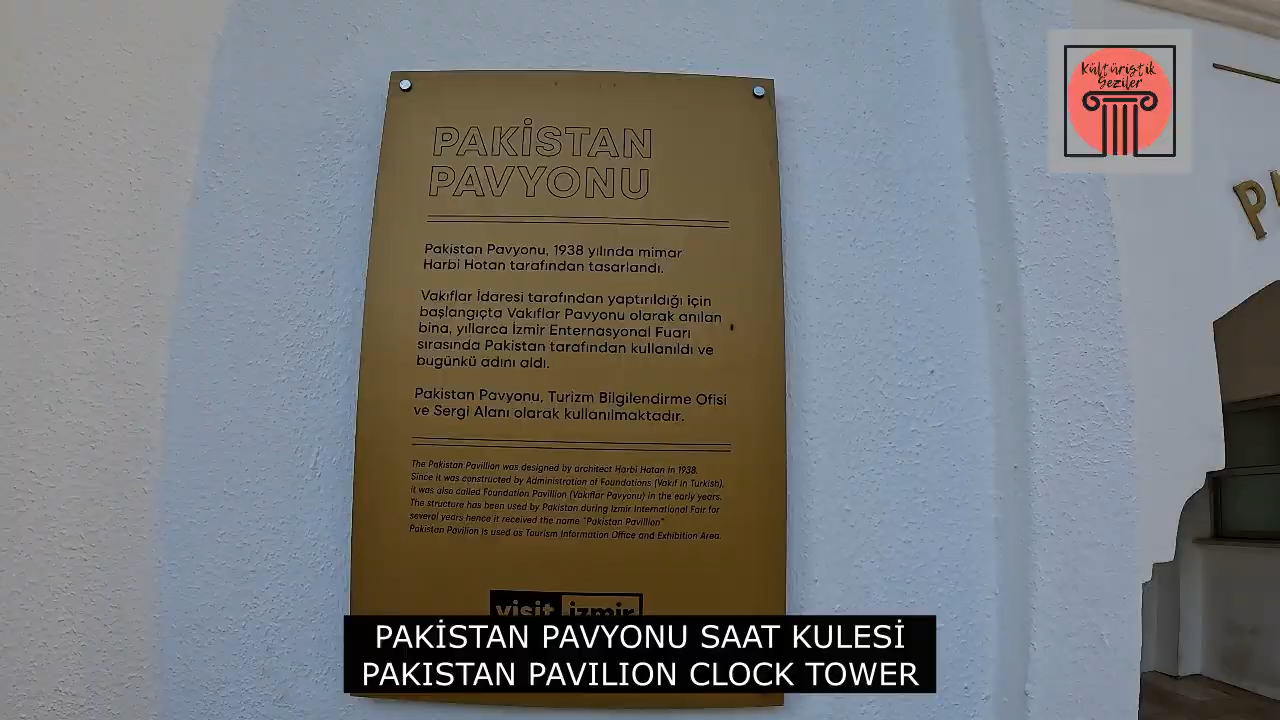 Kültüristik
Geziler
PAKİSTAN
PAVYONU
Pakistan Pavyonu, 1938 yılında mimar
Harbi Hotan tarafından tasarlandı.
Vakıflar İdaresi tarafından yaptırıldığı için
başlangıçta Vakıflar Pavyonu olarak anılan
bina, yıllarca İzmir Enternasyonal Fuarı
sırasında Pakistan tarafından kullanıldı ve
bugünkü adını aldı.
Pakistan Pavyonu, Turizm Bilgilendirme Ofisi
ve Sergi Alanı olarak kullanılmaktadır.
The Pakistan Pavillion was designed by architect Harbi Hotan in 1938.
Since it was constructed by Administration of Foundations (Vakıf in Turkish),
it was also called Foundation Pavillion (Vakıflar Pavyonu) in the early years.
The structure has been used by Pakistan during Izmir International Fair for
several years hence it received the name "Pakistan Pavillion"
Pakistan Pavilion is used as Tourism Information Office and Exhibition Area.
visit izmir
PAKİSTAN PAVYONU SAAT KULESİ
PAKISTAN PAVILION CLOCK TOWER